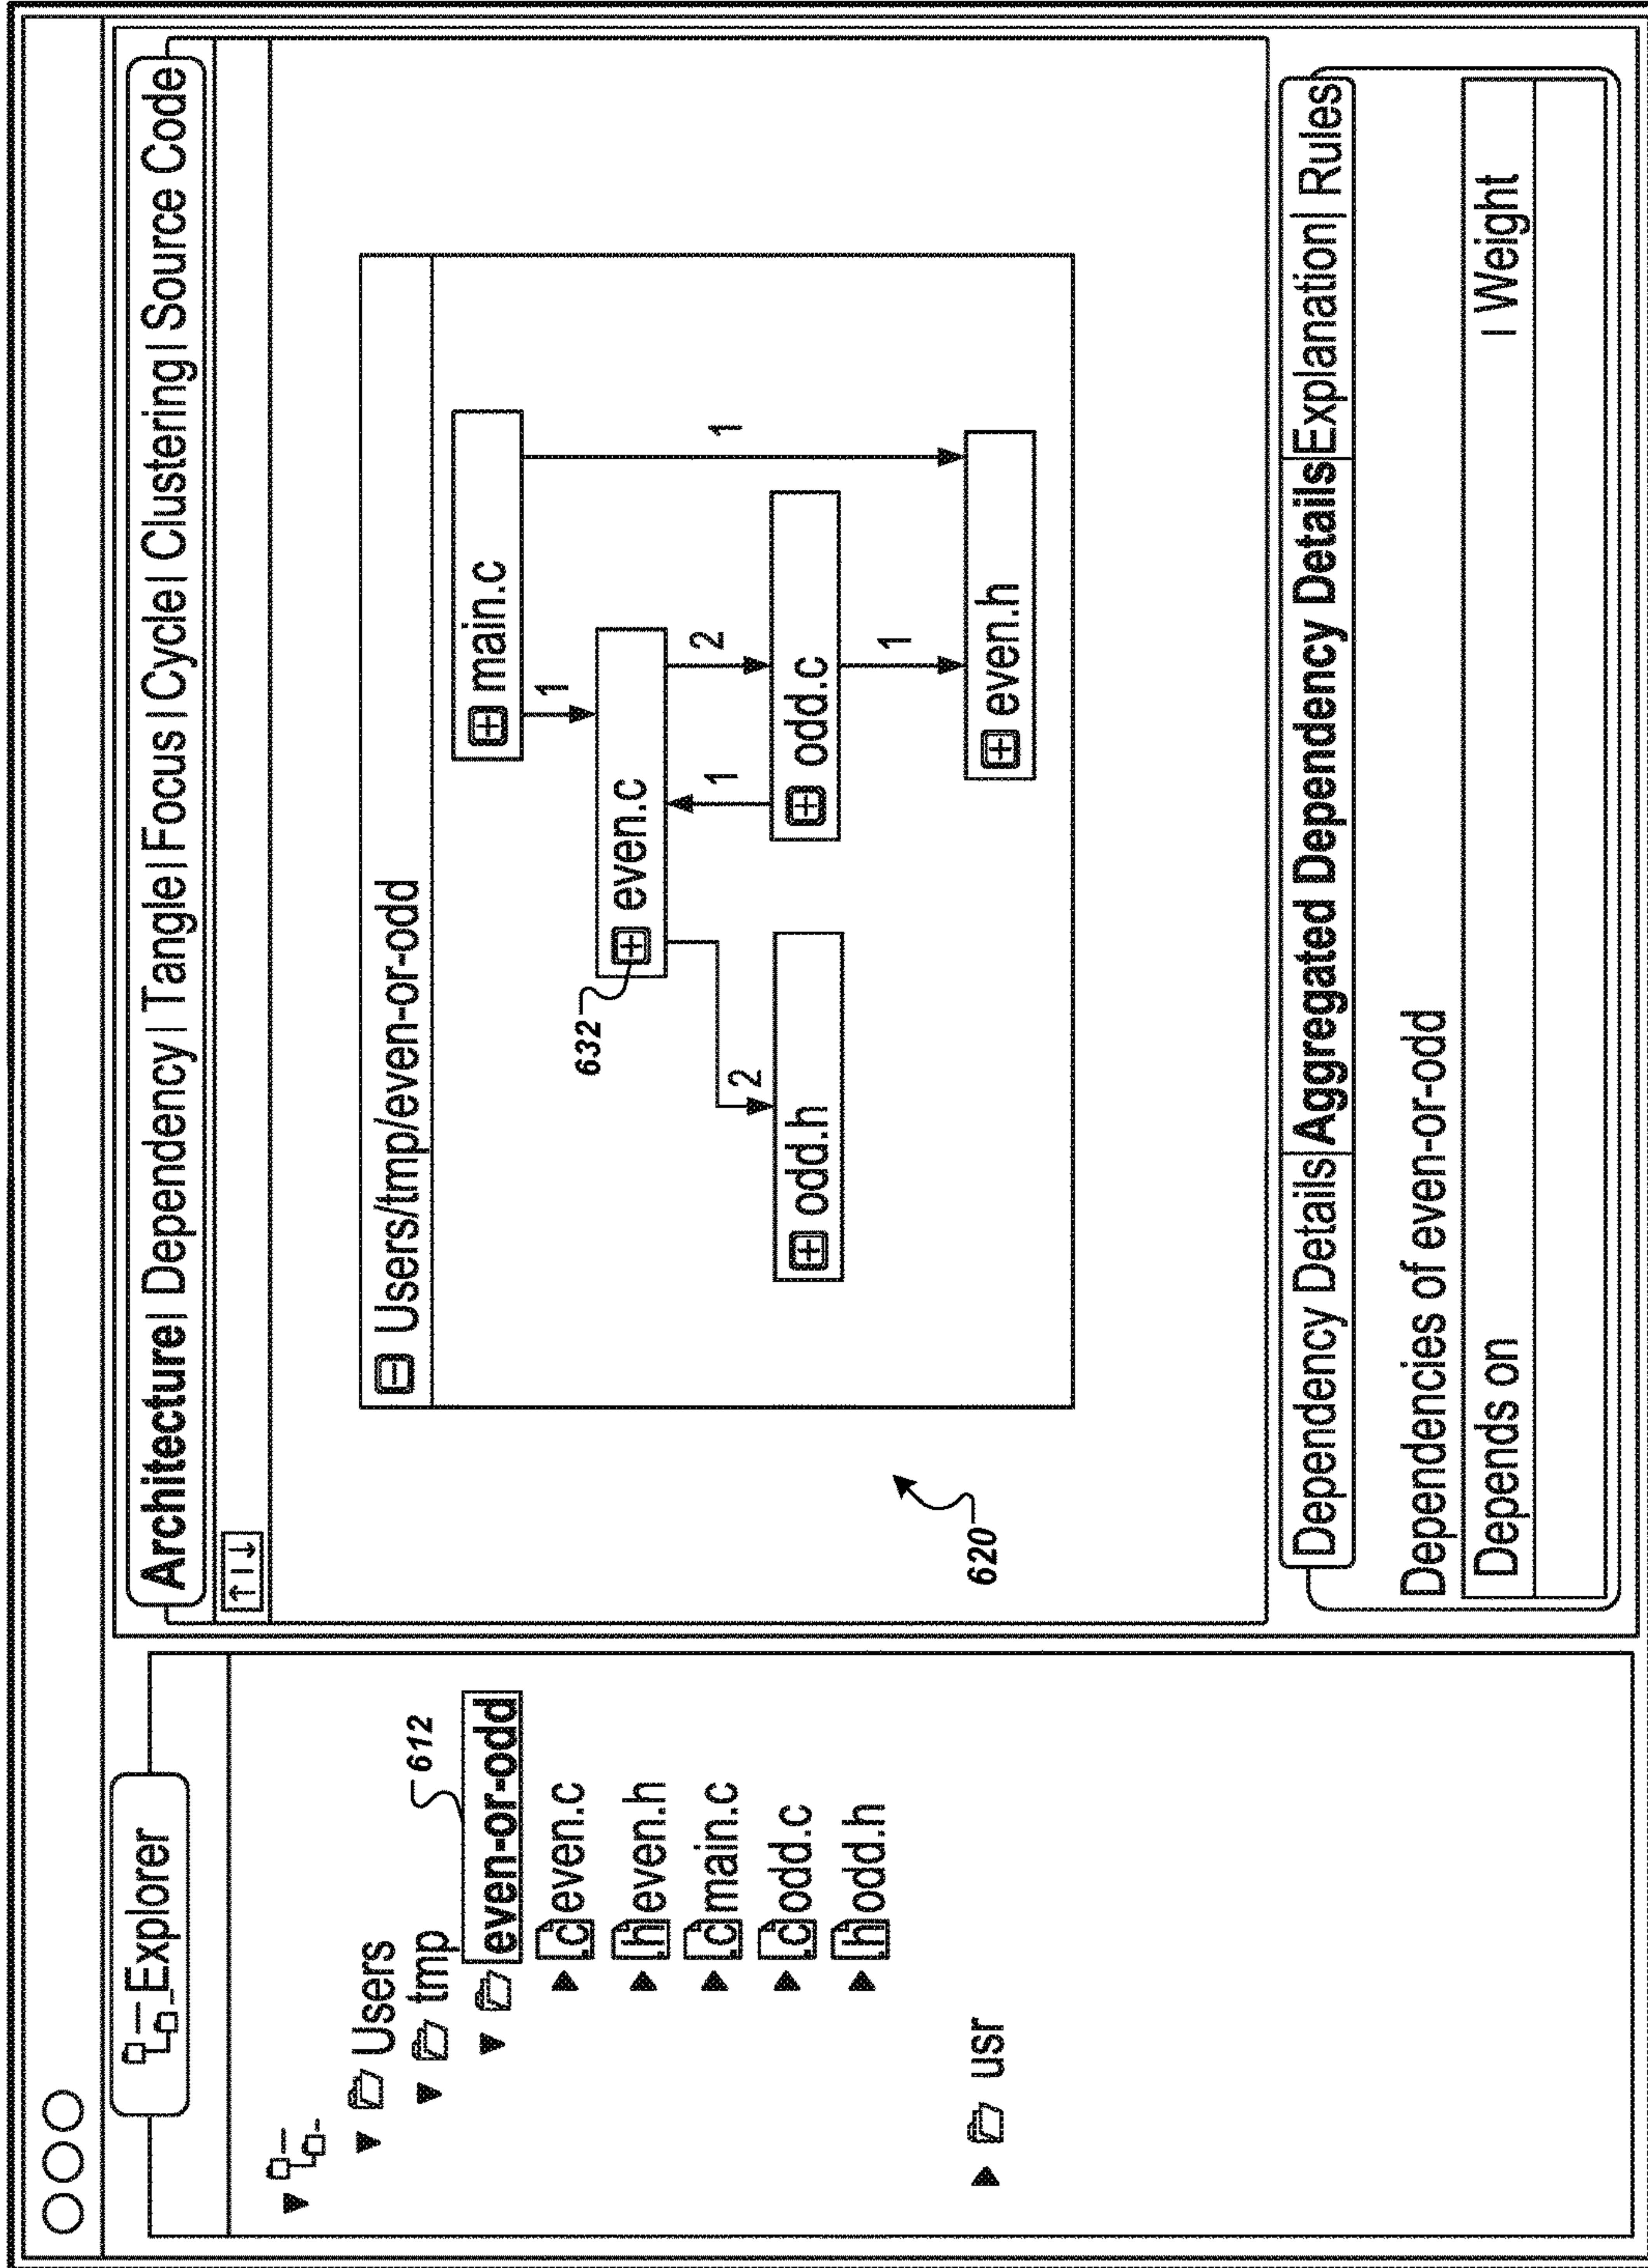 Explorer
Users
tmp
612
even-or-odd
.c even.c
.h even.h
.c main.c
.c odd.c
.h odd.h
usr
Architecture | Dependency | Tangle | Focus | Cycle | Clustering | Source Code
Users/tmp/even-or-odd
main.c
1
632
even.c
1
2
1
2
odd.h
odd.c
1
even.h
620
Dependency Details | Aggregated Dependency Details | Explanation | Rules
Dependencies of even-or-odd
Depends on | Weight